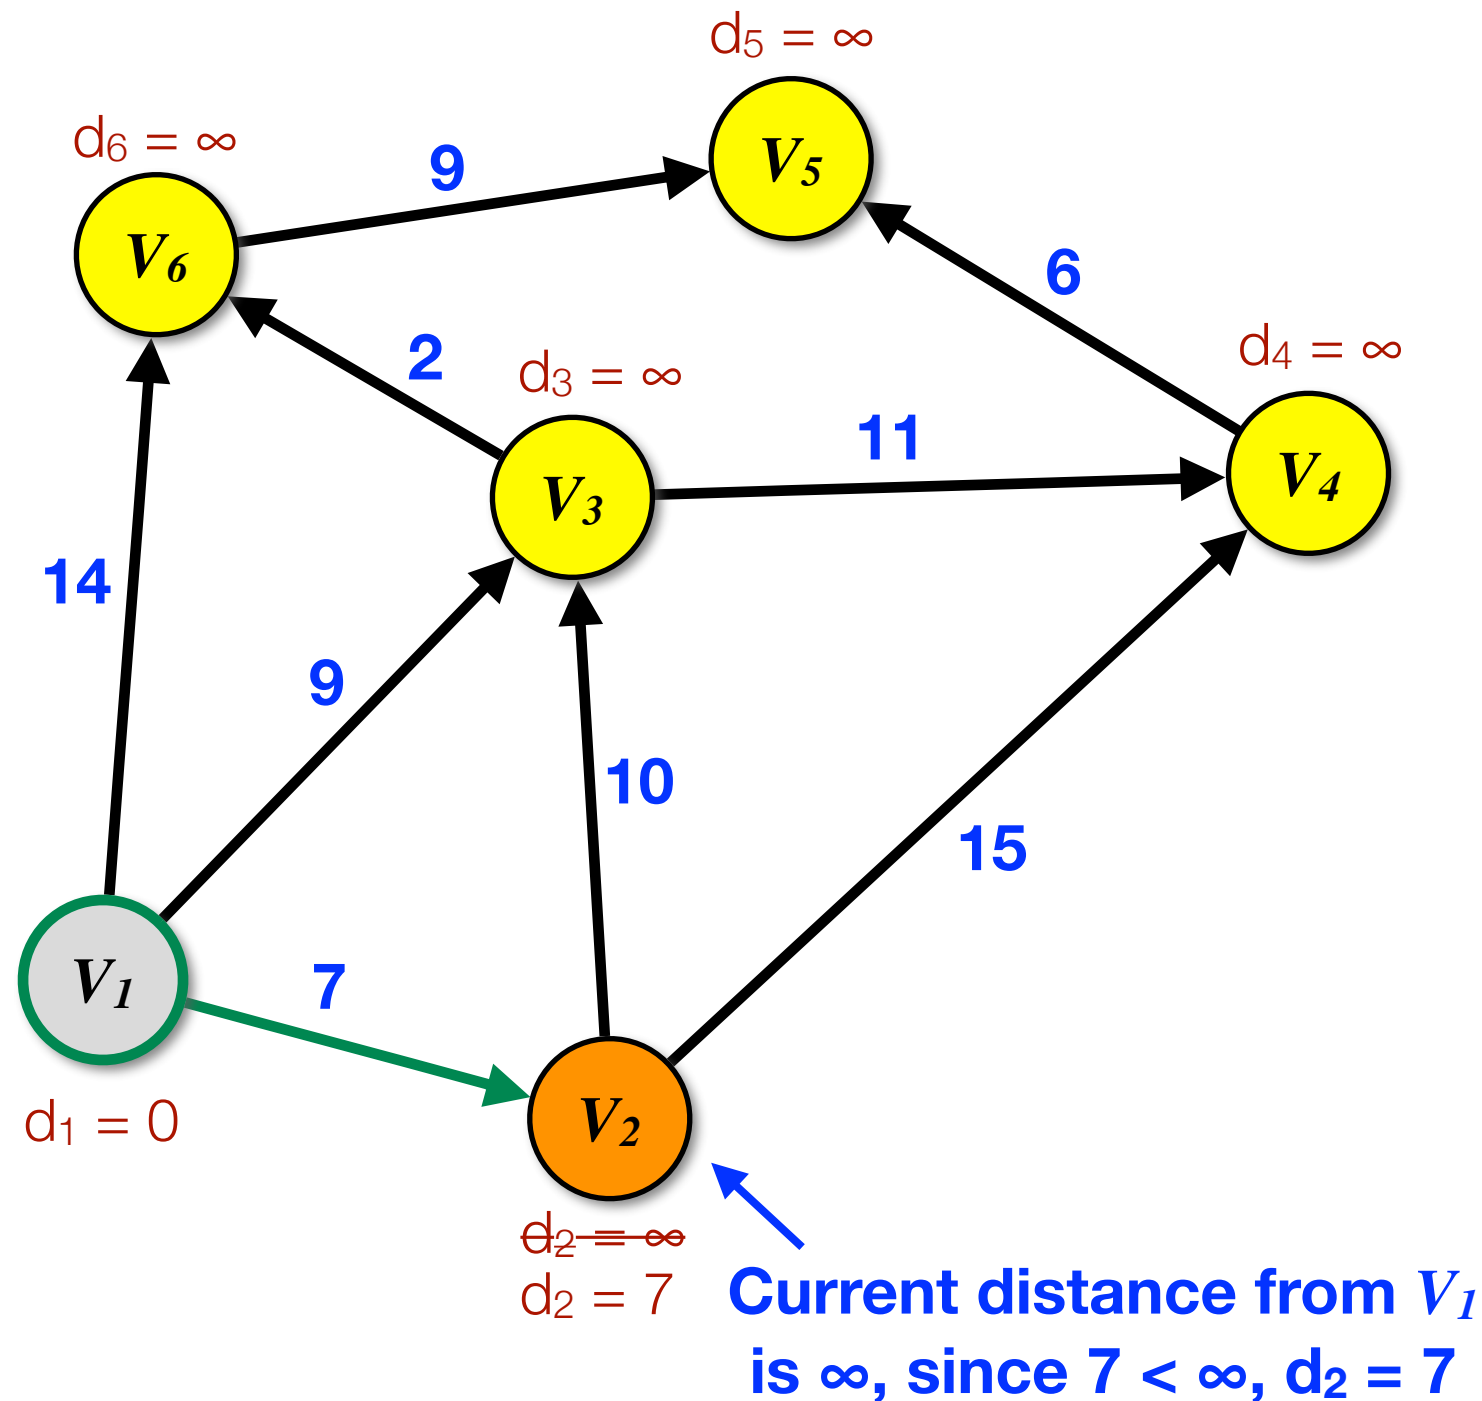 d₅ = ∞
V₅
d₆ = ∞
9
V₆
6
2
d₃ = ∞
d₄ = ∞
11
V₃
V₄
14
9
10
15
V₁
7
d₁ = 0
V₂
d₂ = ∞
d₂ = 7
Current distance from V₁
is ∞, since 7 < ∞, d₂ = 7